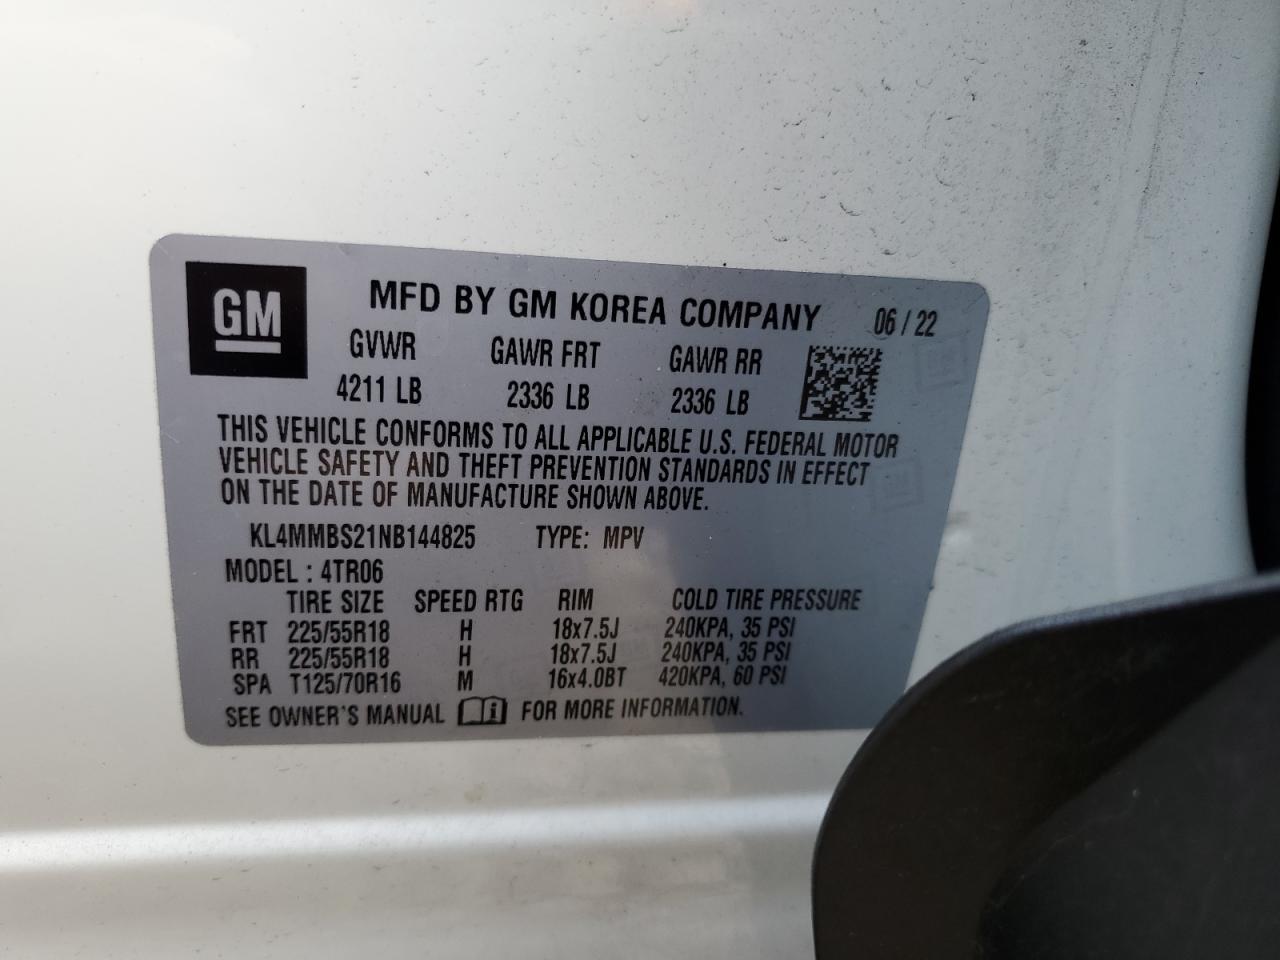 GM MFD BY GM KOREA COMPANY 06 / 22
GVWR GAWR FRT GAWR RR
4211 LB 2336 LB 2336 LB
THIS VEHICLE CONFORMS TO ALL APPLICABLE U.S. FEDERAL MOTOR
VEHICLE SAFETY AND THEFT PREVENTION STANDARDS IN EFFECT
ON THE DATE OF MANUFACTURE SHOWN ABOVE.
KL4MMBS21NB144825 TYPE: MPV
MODEL : 4TR06
TIRE SIZE SPEED RTG RIM COLD TIRE PRESSURE
FRT 225/55R18 H 18x7.5J 240KPA, 35 PSI
RR 225/55R18 H 18x7.5J 240KPA, 35 PSI
SPA T125/70R16 M 16x4.0BT 420KPA, 60 PSI
SEE OWNER'S MANUAL i FOR MORE INFORMATION.